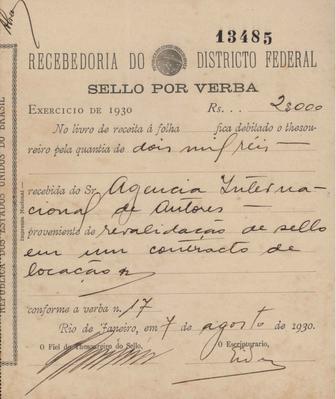 13485
RECEBEDORIA DO DISTRICTO FEDERAL
SELLO POR VERBA
EXERCICIO DE 1930 Rs... 2$000
No livro de receita á folha fica debitado o thesou-
reiro pela quantia de dois mil reis
recebida do Sr. Agencia Interna-
cional de Autores
proveniente de revalidação de sello
em um contracto de
locação
conforme a verba n. 17
Rio de Janeiro, em 7 de agosto de 1930.
O Fiel do Thesoureiro do Sello, O Escripturario,
REPUBLICA DOS ESTADOS UNIDOS DO BRASIL
Imprensa Nacional